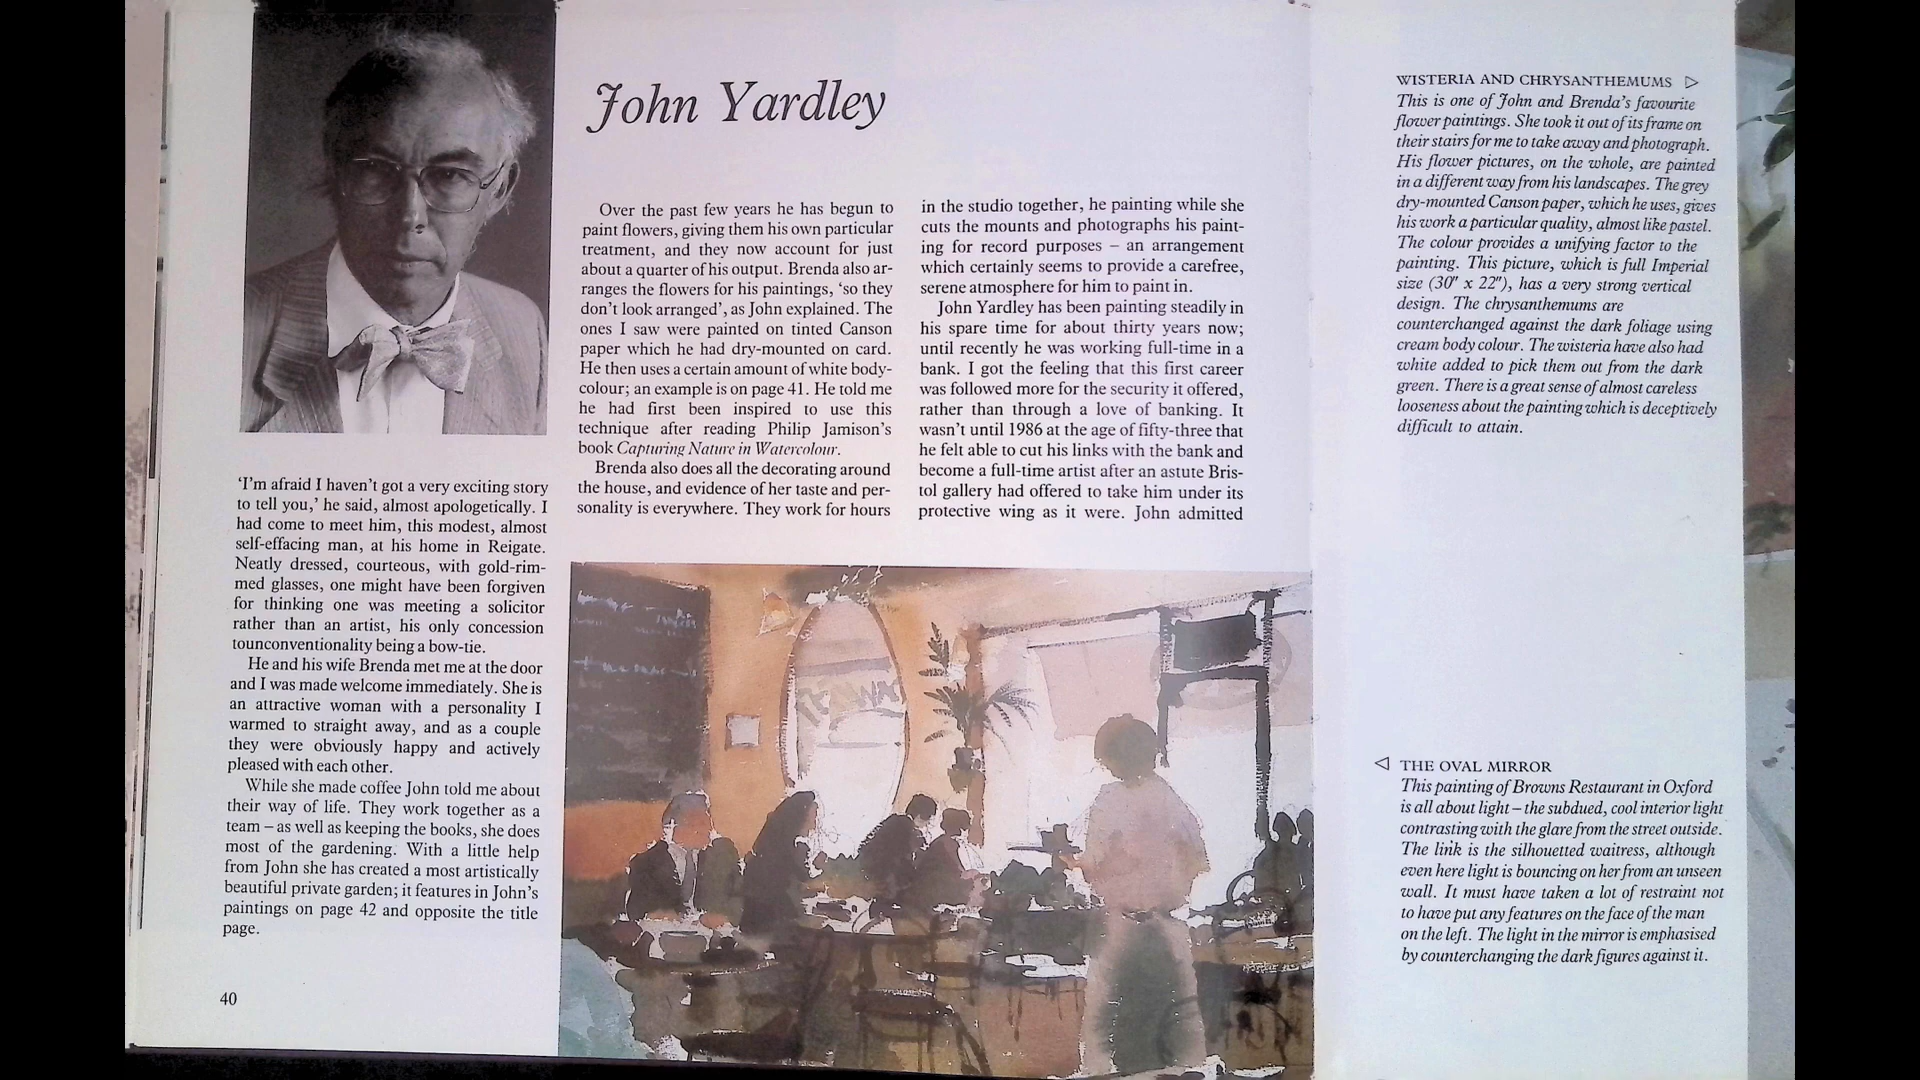 John Yardley
'I'm afraid I haven't got a very exciting story
to tell you,' he said, almost apologetically. I
had come to meet him, this modest, almost
self-effacing man, at his home in Reigate.
Neatly dressed, courteous, with gold-rim-
med glasses, one might have been forgiven
for thinking one was meeting a solicitor
rather than an artist, his only concession
tounconventionality being a bow-tie.
He and his wife Brenda met me at the door
and I was made welcome immediately. She is
an attractive woman with a personality I
warmed to straight away, and as a couple
they were obviously happy and actively
pleased with each other.
While she made coffee John told me about
their way of life. They work together as a
team – as well as keeping the books, she does
most of the gardening. With a little help
from John she has created a most artistically
beautiful private garden; it features in John's
paintings on page 42 and opposite the title
page.
40
Over the past few years he has begun to
paint flowers, giving them his own particular
treatment, and they now account for just
about a quarter of his output. Brenda also ar-
ranges the flowers for his paintings, 'so they
don't look arranged', as John explained. The
ones I saw were painted on tinted Canson
paper which he had dry-mounted on card.
He then uses a certain amount of white body-
colour; an example is on page 41. He told me
he had first been inspired to use this
technique after reading Philip Jamison's
book Capturing Nature in Watercolour.
Brenda also does all the decorating around
the house, and evidence of her taste and per-
sonality is everywhere. They work for hours
in the studio together, he painting while she
cuts the mounts and photographs his paint-
ing for record purposes – an arrangement
which certainly seems to provide a carefree,
serene atmosphere for him to paint in.
John Yardley has been painting steadily in
his spare time for about thirty years now;
until recently he was working full-time in a
bank. I got the feeling that this first career
was followed more for the security it offered,
rather than through a love of banking. It
wasn't until 1986 at the age of fifty-three that
he felt able to cut his links with the bank and
become a full-time artist after an astute Bris-
tol gallery had offered to take him under its
protective wing as it were. John admitted
WISTERIA AND CHRYSANTHEMUMS ▷
This is one of John and Brenda's favourite
flower paintings. She took it out of its frame on
their stairs for me to take away and photograph.
His flower pictures, on the whole, are painted
in a different way from his landscapes. The grey
dry-mounted Canson paper, which he uses, gives
his work a particular quality, almost like pastel.
The colour provides a unifying factor to the
painting. This picture, which is full Imperial
size (30" x 22"), has a very strong vertical
design. The chrysanthemums are
counterchanged against the dark foliage using
cream body colour. The wisteria have also had
white added to pick them out from the dark
green. There is a great sense of almost careless
looseness about the painting which is deceptively
difficult to attain.
◁ THE OVAL MIRROR
This painting of Browns Restaurant in Oxford
is all about light – the subdued, cool interior light
contrasting with the glare from the street outside.
The link is the silhouetted waitress, although
even here light is bouncing on her from an unseen
wall. It must have taken a lot of restraint not
to have put any features on the face of the man
on the left. The light in the mirror is emphasised
by counterchanging the dark figures against it.